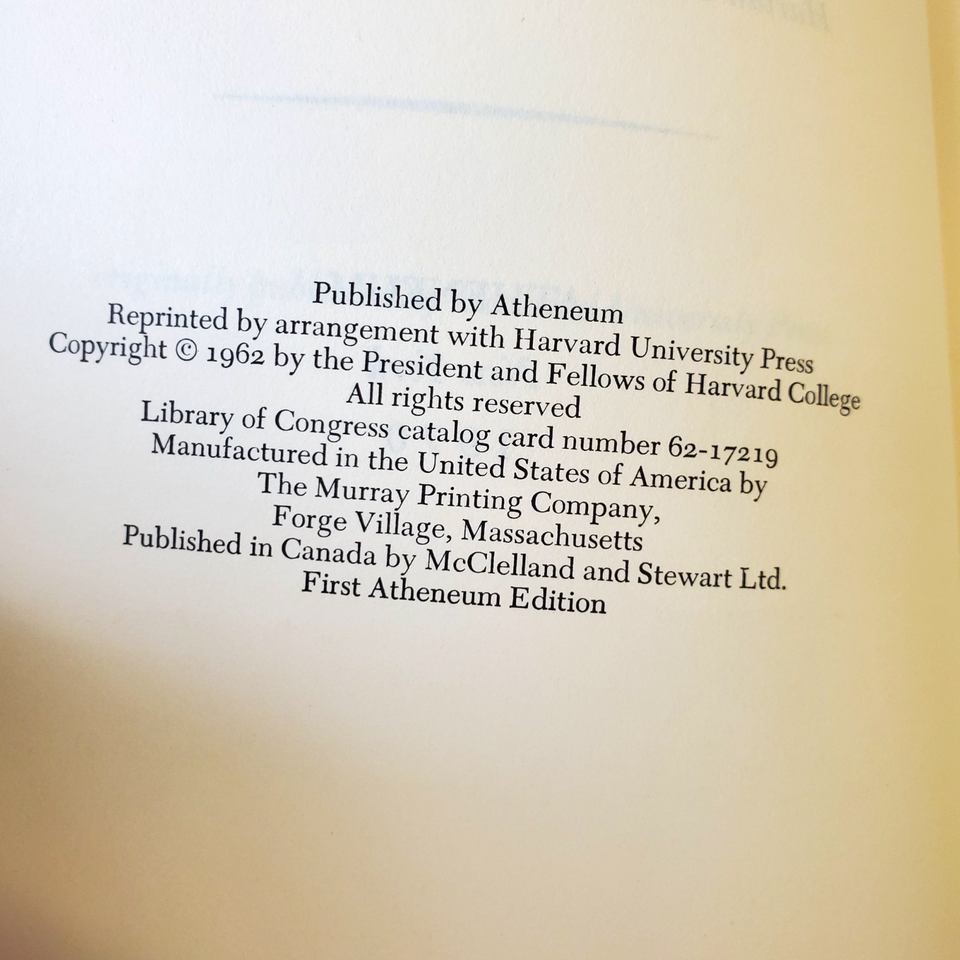 Published by Atheneum
Reprinted by arrangement with Harvard University Press
Copyright © 1962 by the President and Fellows of Harvard College
All rights reserved
Library of Congress catalog card number 62-17219
Manufactured in the United States of America by
The Murray Printing Company,
Forge Village, Massachusetts
Published in Canada by McClelland and Stewart Ltd.
First Atheneum Edition